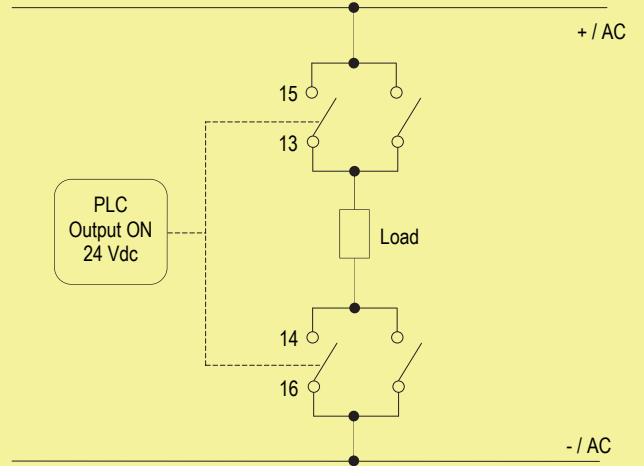 + / AC
15
13
PLC
Output ON
24 Vdc
Load
14
16
- / AC